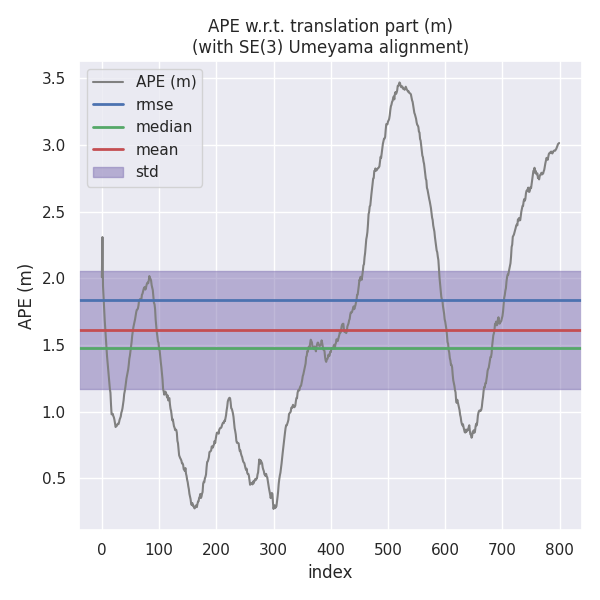 APE w.r.t. translation part (m)
(with SE(3) Umeyama alignment)
APE (m)
rmse
median
mean
std
APE (m)
3.5
3.0
2.5
2.0
1.5
1.0
0.5
0 100 200 300 400 500 600 700 800
index